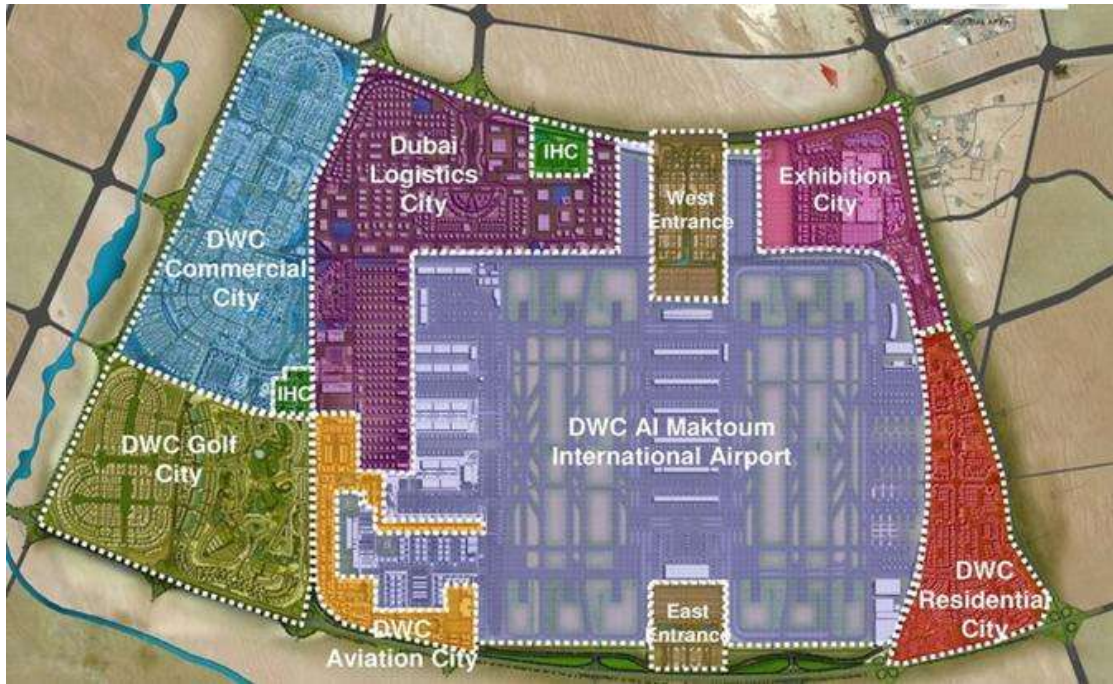 Dubai
Logistics
City
IHC
West
Entrance
Exhibition
City
DWC
Commercial
City
IHC
DWC Golf
City
DWC Al Maktoum
International Airport
DWC
Aviation City
East
Entrance
DWC
Residential
City